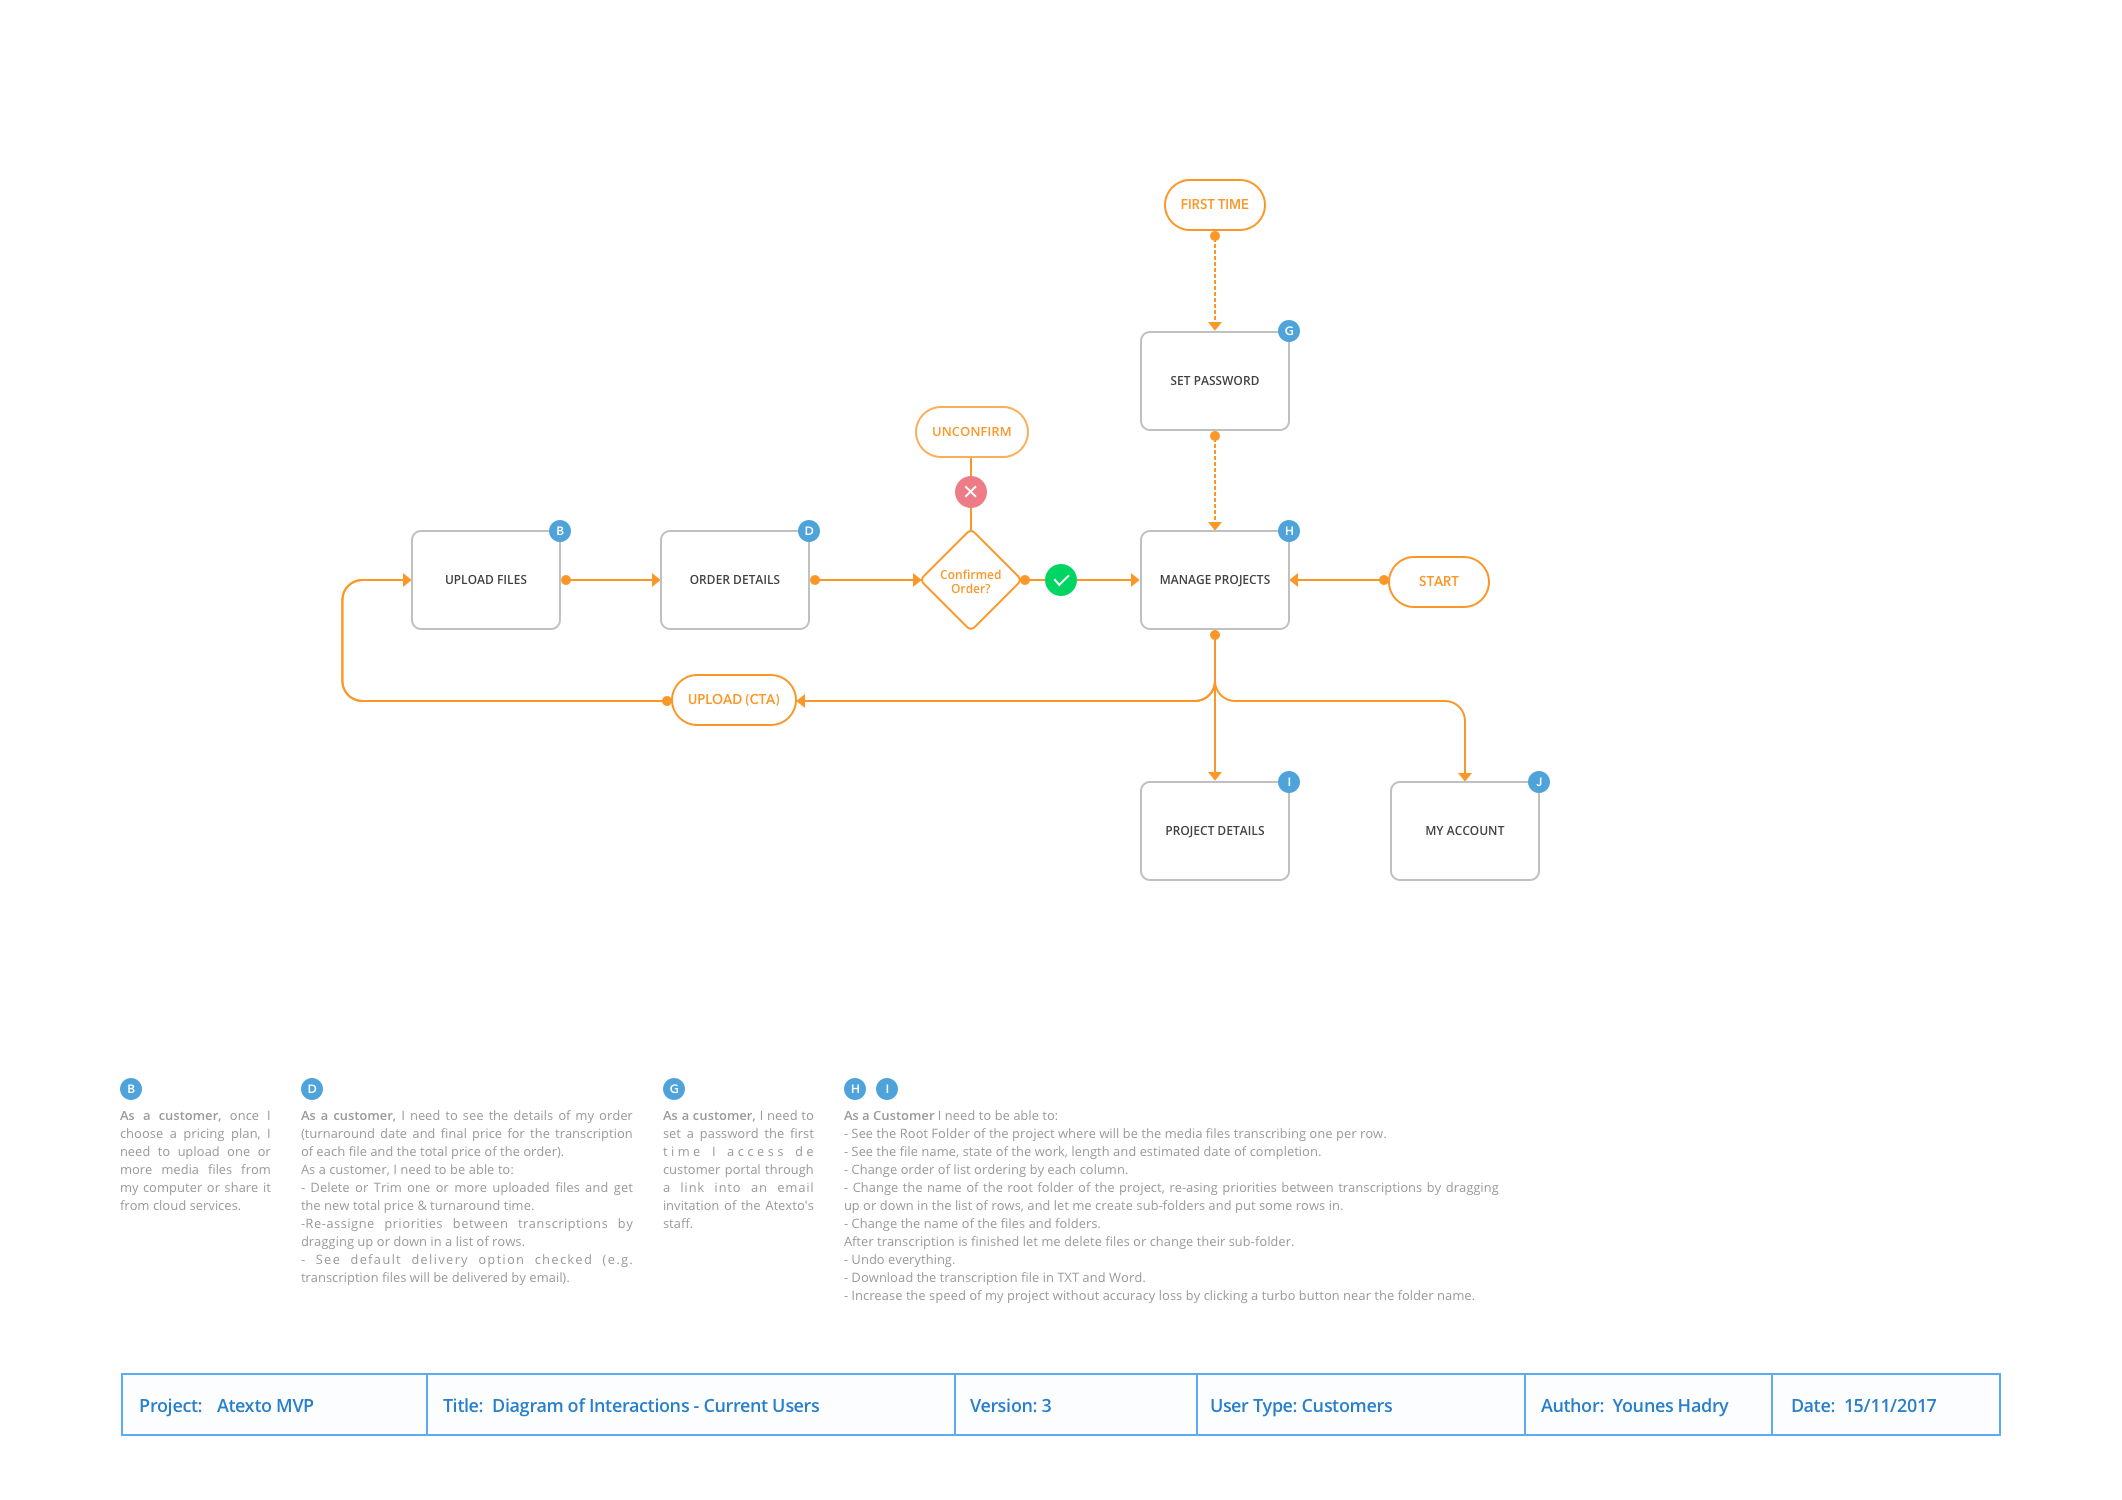 FIRST TIME
G
SET PASSWORD
UNCONFIRM
B
UPLOAD FILES
D
ORDER DETAILS
Confirmed
Order?
H
MANAGE PROJECTS
START
UPLOAD (CTA)
I
PROJECT DETAILS
J
MY ACCOUNT
B
As a customer, once I
choose a pricing plan, I
need to upload one or
more media files from
my computer or share it
from cloud services.
D
As a customer, I need to see the details of my order
(turnaround date and final price for the transcription
of each file and the total price of the order).
As a customer, I need to be able to:
- Delete or Trim one or more uploaded files and get
the new total price & turnaround time.
-Re-assigne priorities between transcriptions by
dragging up or down in a list of rows.
- See default delivery option checked (e.g.
transcription files will be delivered by email).
G
As a customer, I need to
set a password the first
time I access de
customer portal through
a link into an email
invitation of the Atexto's
staff.
H I
As a Customer I need to be able to:
- See the Root Folder of the project where will be the media files transcribing one per row.
- See the file name, state of the work, length and estimated date of completion.
- Change order of list ordering by each column.
- Change the name of the root folder of the project, re-asing priorities between transcriptions by dragging
up or down in the list of rows, and let me create sub-folders and put some rows in.
- Change the name of the files and folders.
After transcription is finished let me delete files or change their sub-folder.
- Undo everything.
- Download the transcription file in TXT and Word.
- Increase the speed of my project without accuracy loss by clicking a turbo button near the folder name.
Project: Atexto MVP
Title: Diagram of Interactions - Current Users
Version: 3
User Type: Customers
Author: Younes Hadry
Date: 15/11/2017